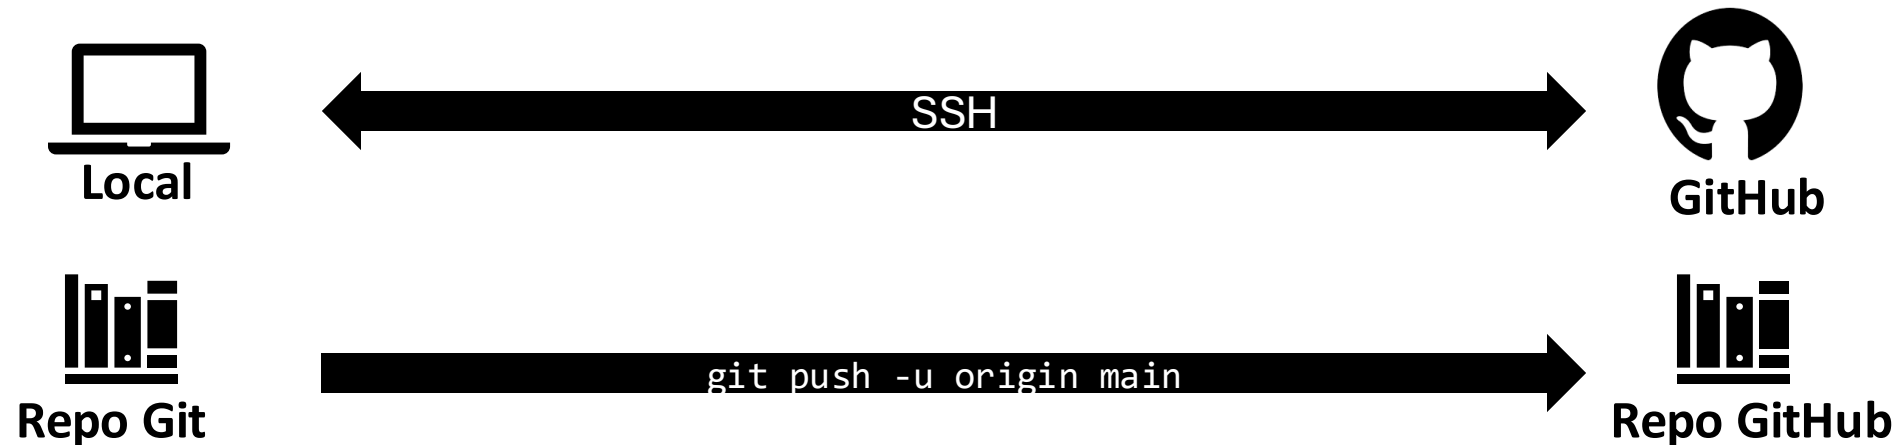 SSH
Local
GitHub
git push -u origin main
Repo Git
Repo GitHub